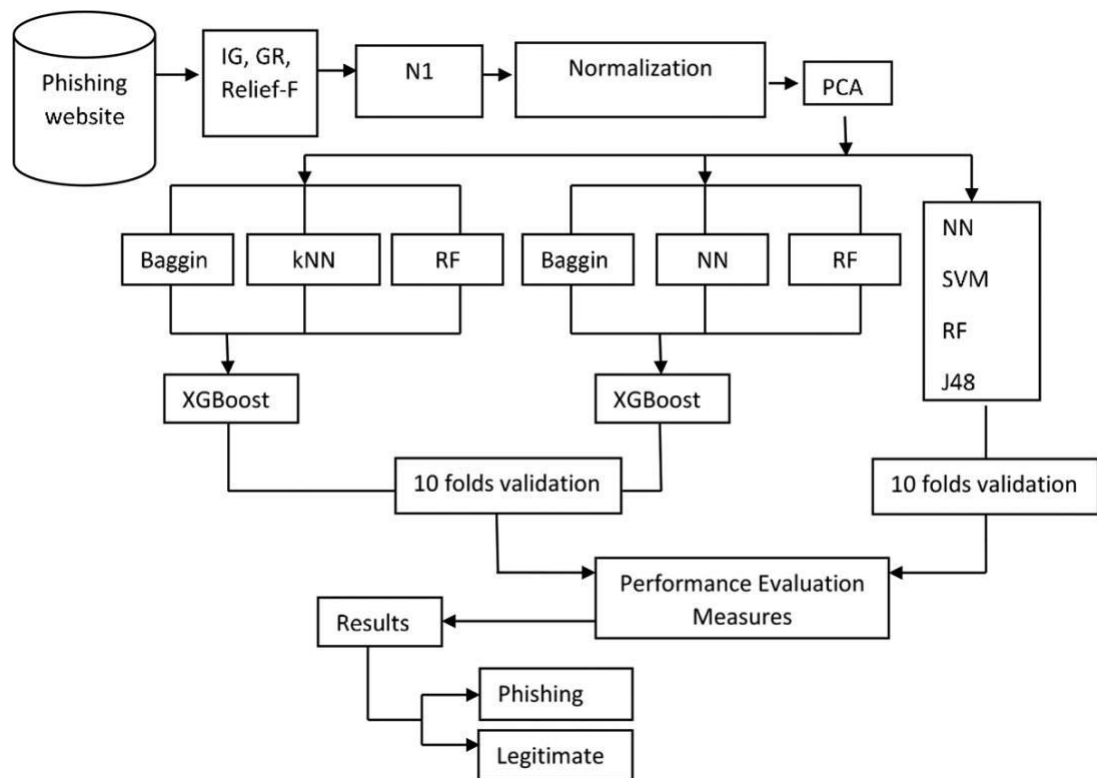 Phishing
website
IG, GR,
Relief-F
N1
Normalization
PCA
Baggin
kNN
RF
Baggin
NN
RF
NN
SVM
RF
J48
XGBoost
XGBoost
10 folds validation
10 folds validation
Performance Evaluation
Measures
Results
Phishing
Legitimate